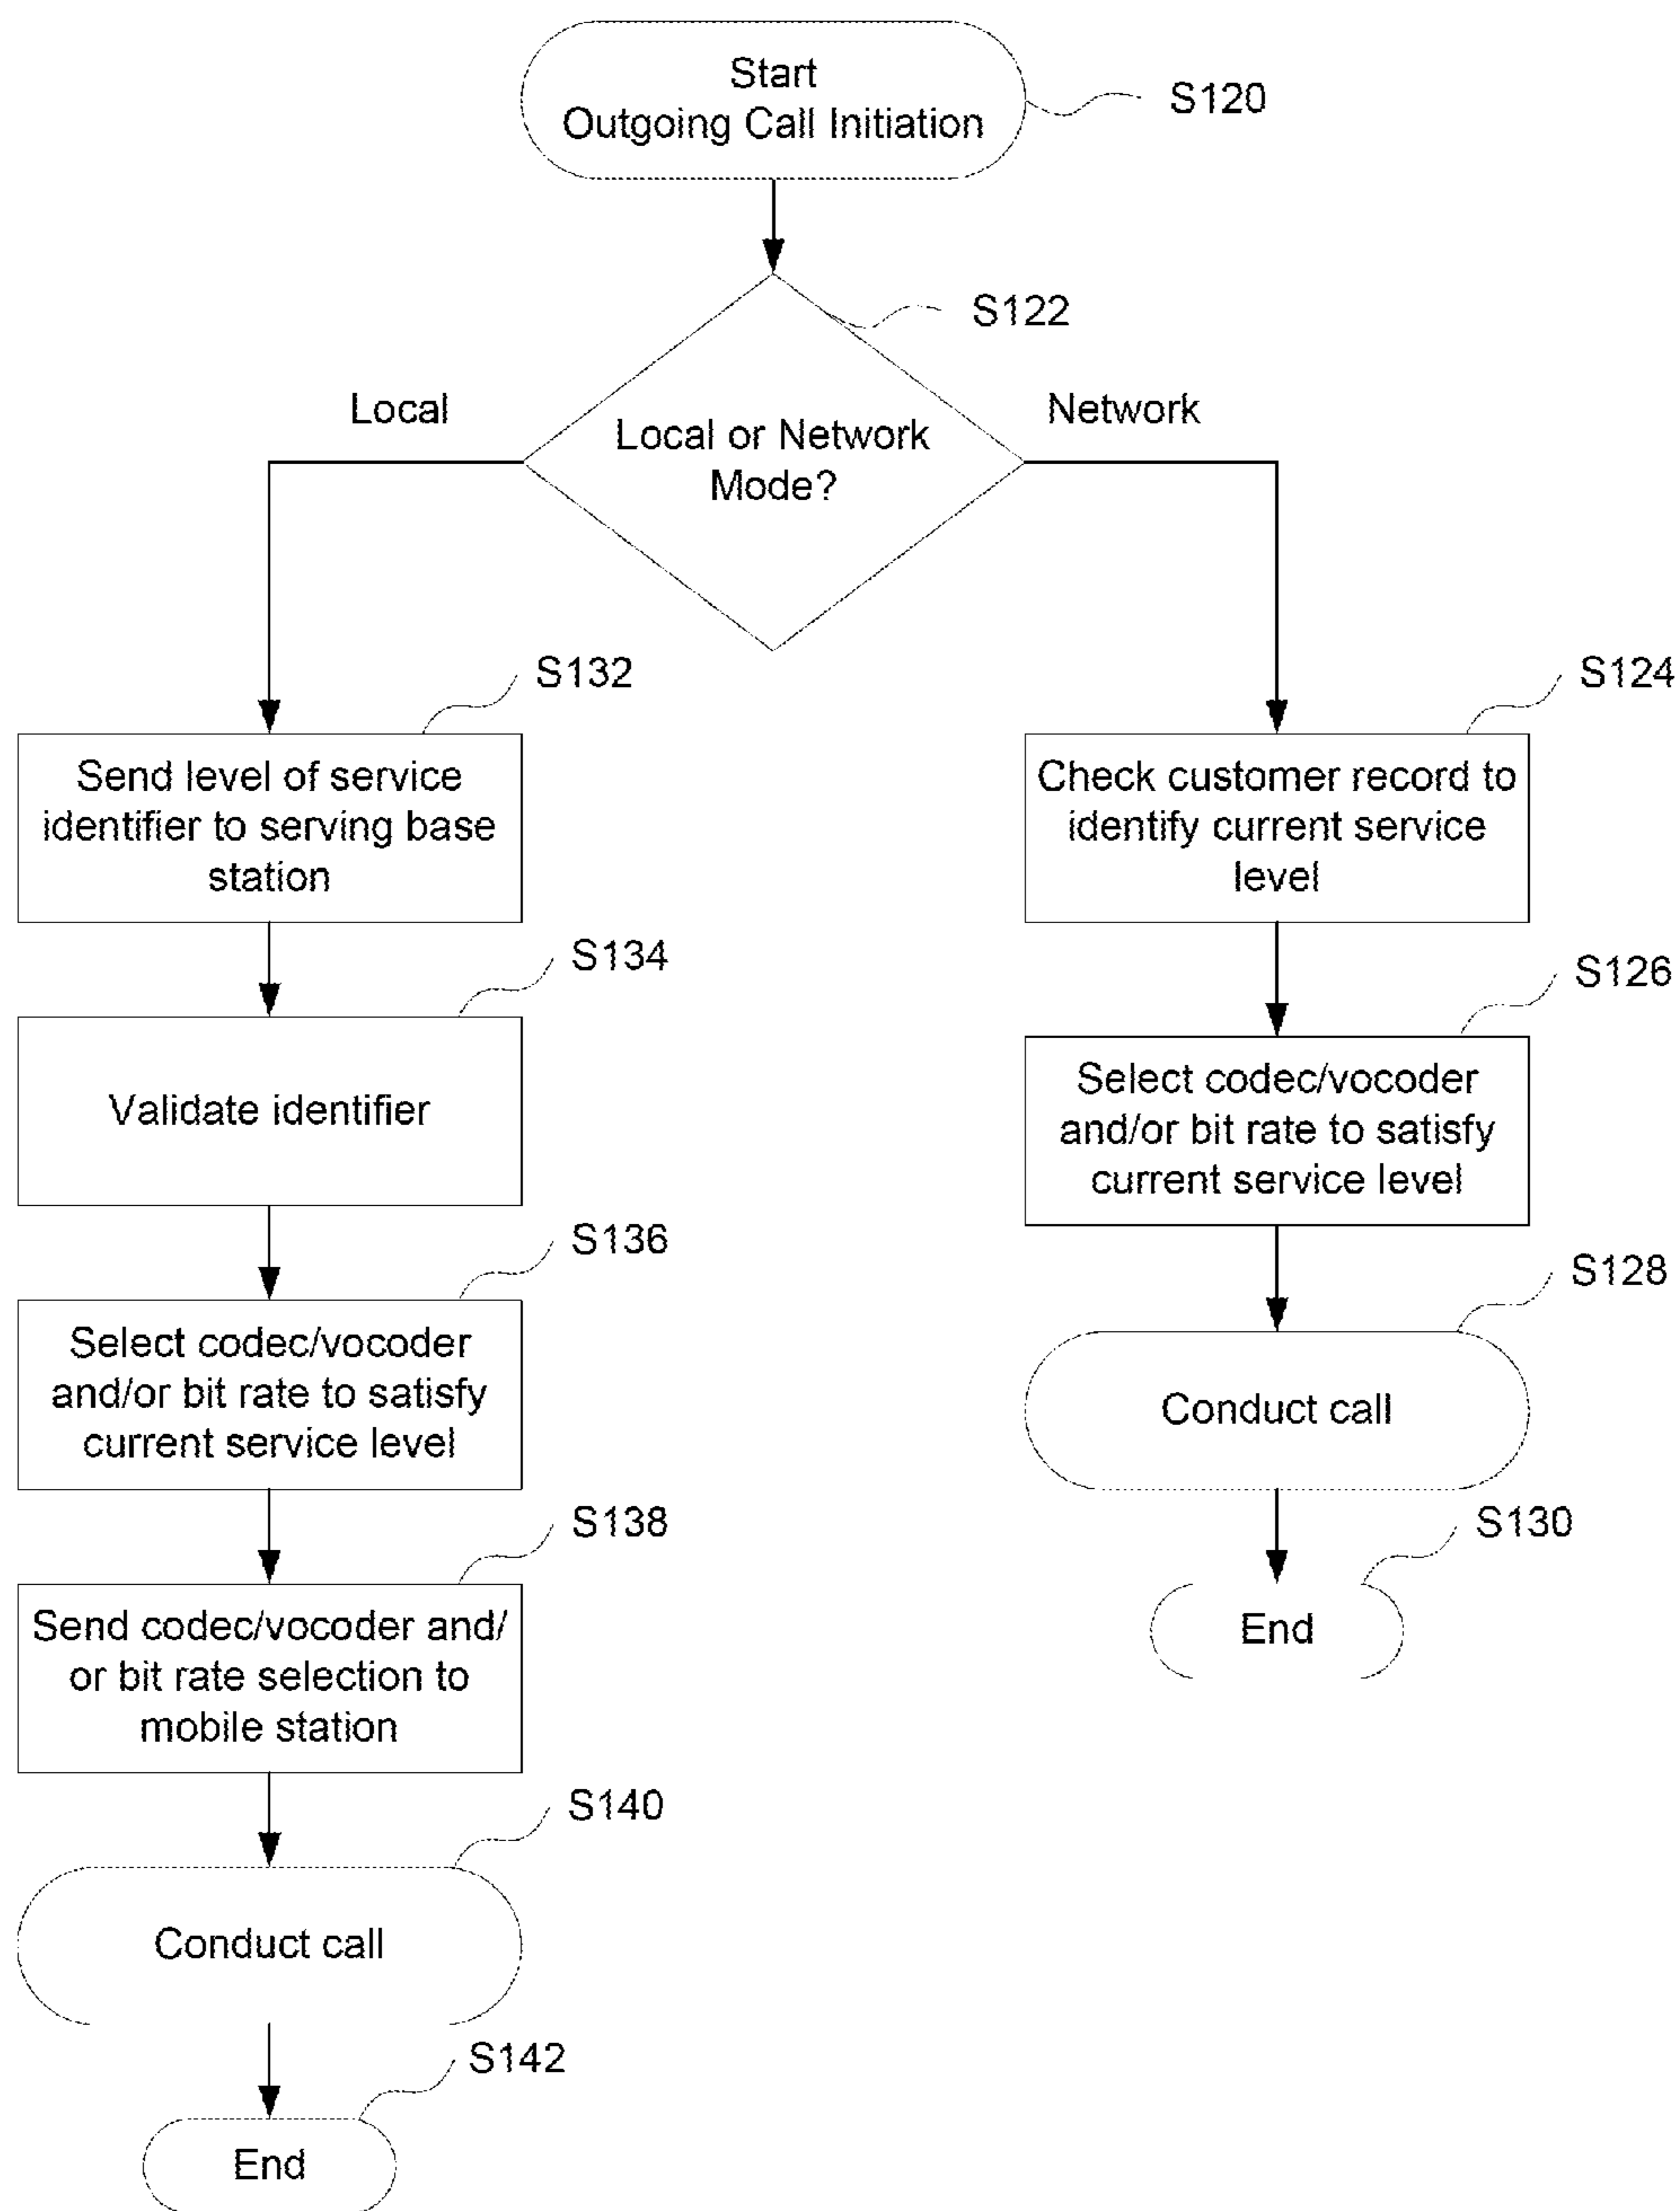 Start
Outgoing Call Initiation
S120
S122
Local
Network
Local or Network
Mode?
S132
Send level of service
identifier to serving base
station
S134
Validate identifier
S136
Select codec/vocoder
and/or bit rate to satisfy
current service level
S138
Send codec/vocoder and/
or bit rate selection to
mobile station
S140
Conduct call
S142
End
S124
Check customer record to
identify current service
level
S126
Select codec/vocoder
and/or bit rate to satisfy
current service level
S128
Conduct call
S130
End